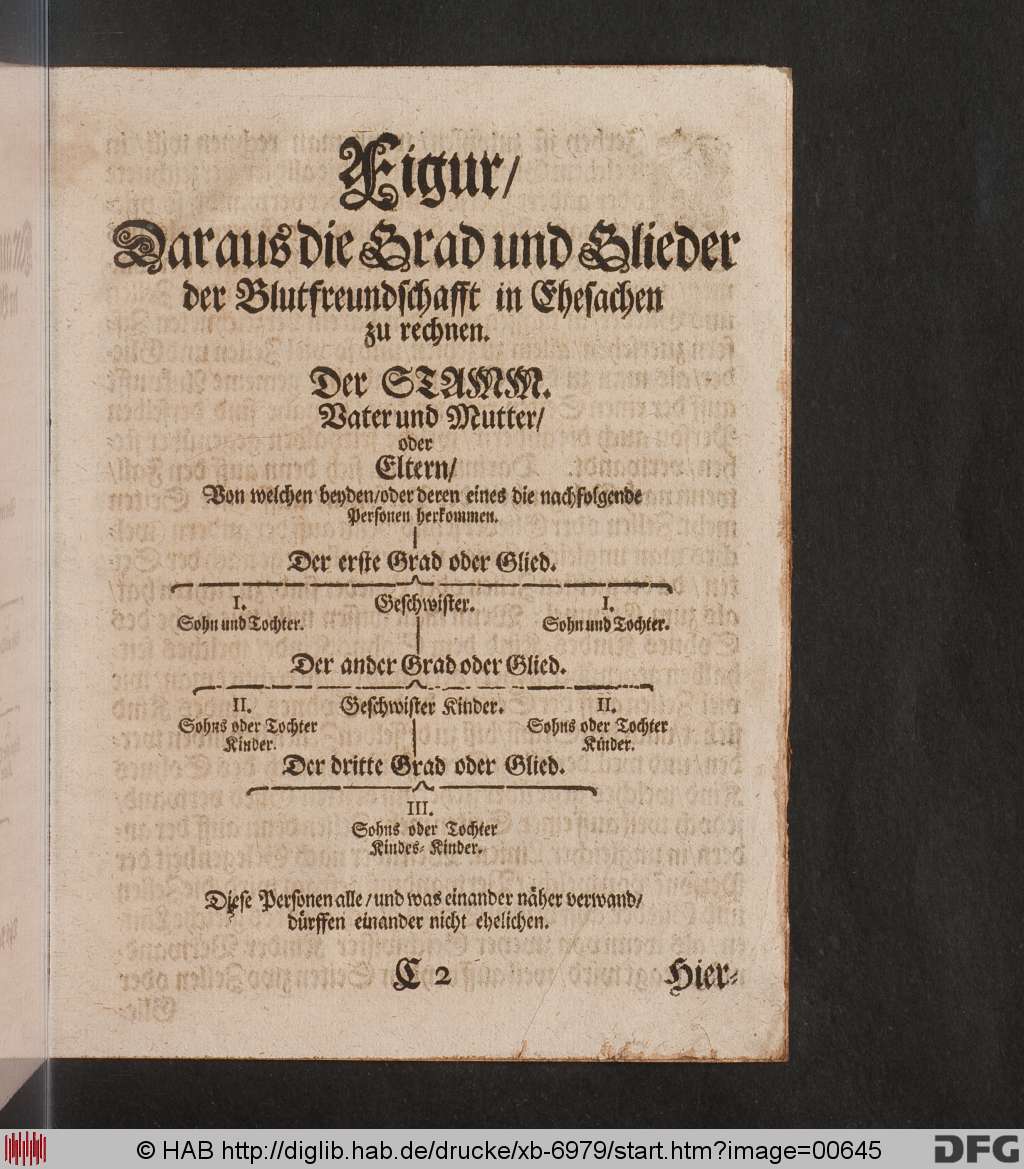 Figur/
Daraus die Grad und Glieder
der Blutfreundschafft in Ehesachen
zu rechnen.
Der STAMM.
Vater und Mutter/
oder
Eltern/
Von welchen beyden/oder deren eines die nachfolgende
Personen herkommen.
Der erste Grad oder Glied.
I. Geschwister. I.
Sohn und Tochter. Sohn und Tochter.
Der ander Grad oder Glied.
II. Geschwister Kinder. II.
Sohns oder Tochter Sohns oder Tochter
Kinder. Kinder.
Der dritte Grad oder Glied.
III.
Sohns oder Tochter
Kindes-Kinder.
Diese Personen alle/und was einander näher verwand/
dürffen einander nicht ehelichen.
C 2 Hier-
© HAB http://diglib.hab.de/drucke/xb-6979/start.htm?image=00645
DFG